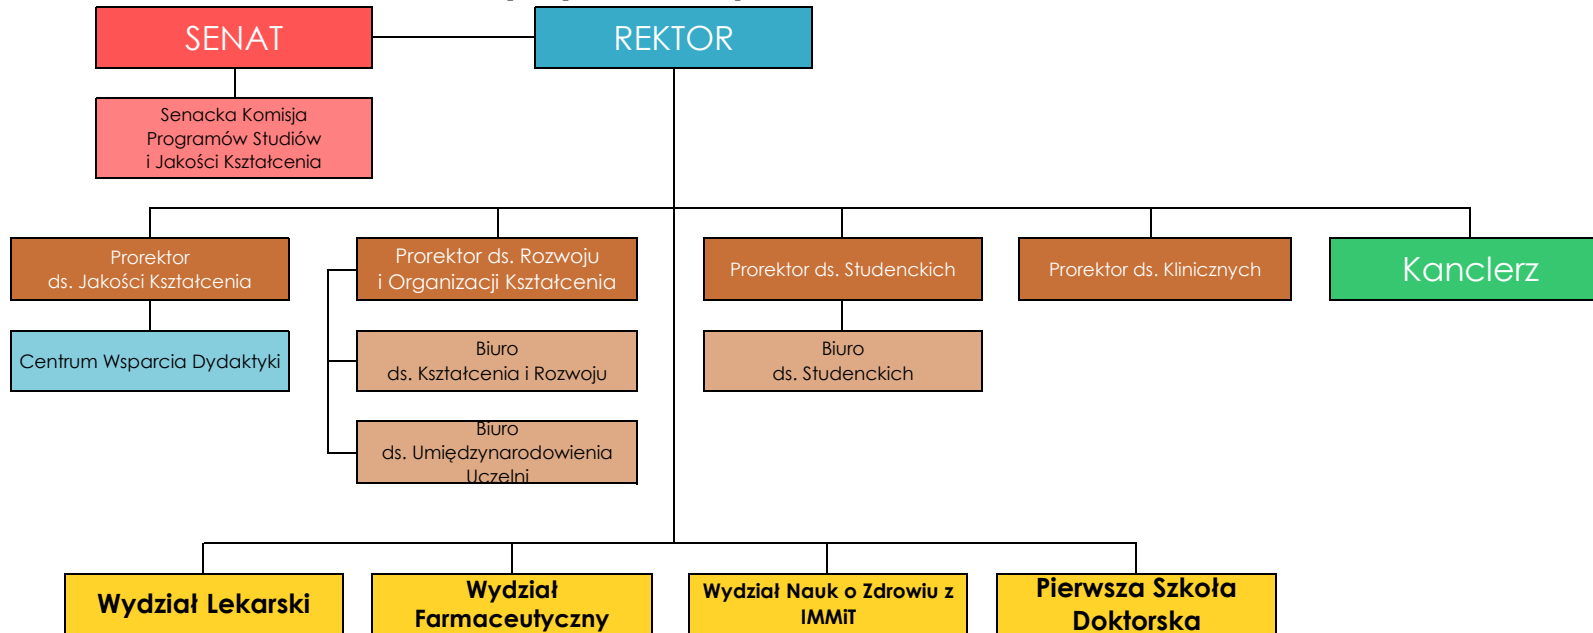 SENAT
REKTOR
Senacka Komisja
Programów Studiów
i Jakości Kształcenia
Prorektor
ds. Jakości Kształcenia
Prorektor ds. Rozwoju
i Organizacji Kształcenia
Prorektor ds. Studenckich
Prorektor ds. Klinicznych
Kanclerz
Centrum Wsparcia Dydaktyki
Biuro
ds. Kształcenia i Rozwoju
Biuro
ds. Studenckich
Biuro
ds. Umiędzynarodowienia
Uczelni
Wydział Lekarski
Wydział
Farmaceutyczny
Wydział Nauk o Zdrowiu z
IMMiT
Pierwsza Szkoła
Doktorska